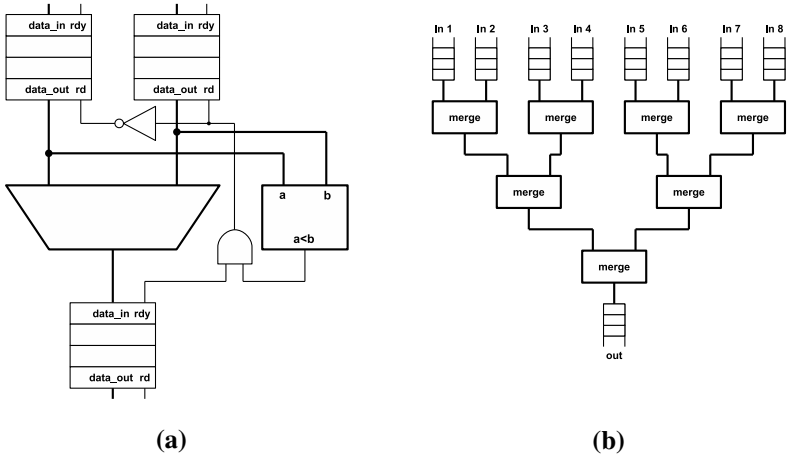 data_in rdy
data_out rd
data_in rdy
data_out rd
a
b
a<b
data_in rdy
data_out rd
(a)
In 1 In 2 In 3 In 4 In 5 In 6 In 7 In 8
merge merge merge merge
merge merge
merge
out
(b)